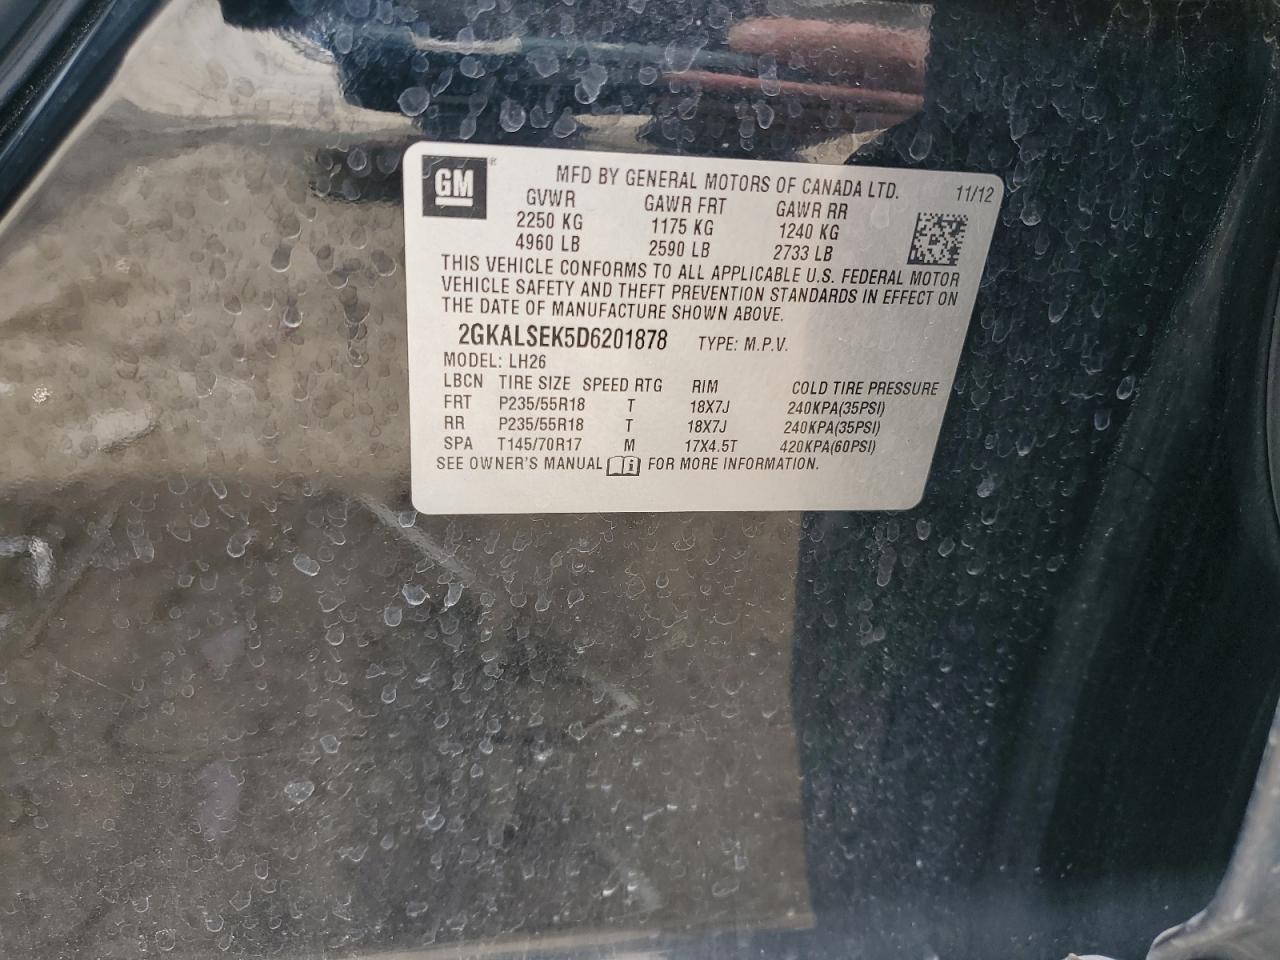 GM®
MFD BY GENERAL MOTORS OF CANADA LTD. 11/12
GVWR GAWR FRT GAWR RR
2250 KG 1175 KG 1240 KG
4960 LB 2590 LB 2733 LB
THIS VEHICLE CONFORMS TO ALL APPLICABLE U.S. FEDERAL MOTOR
VEHICLE SAFETY AND THEFT PREVENTION STANDARDS IN EFFECT ON
THE DATE OF MANUFACTURE SHOWN ABOVE.
2GKALSEK5D6201878 TYPE: M.P.V.
MODEL: LH26
LBCN TIRE SIZE SPEED RTG RIM COLD TIRE PRESSURE
FRT P235/55R18 T 18X7J 240KPA(35PSI)
RR P235/55R18 T 18X7J 240KPA(35PSI)
SPA T145/70R17 M 17X4.5T 420KPA(60PSI)
SEE OWNER'S MANUAL FOR MORE INFORMATION.